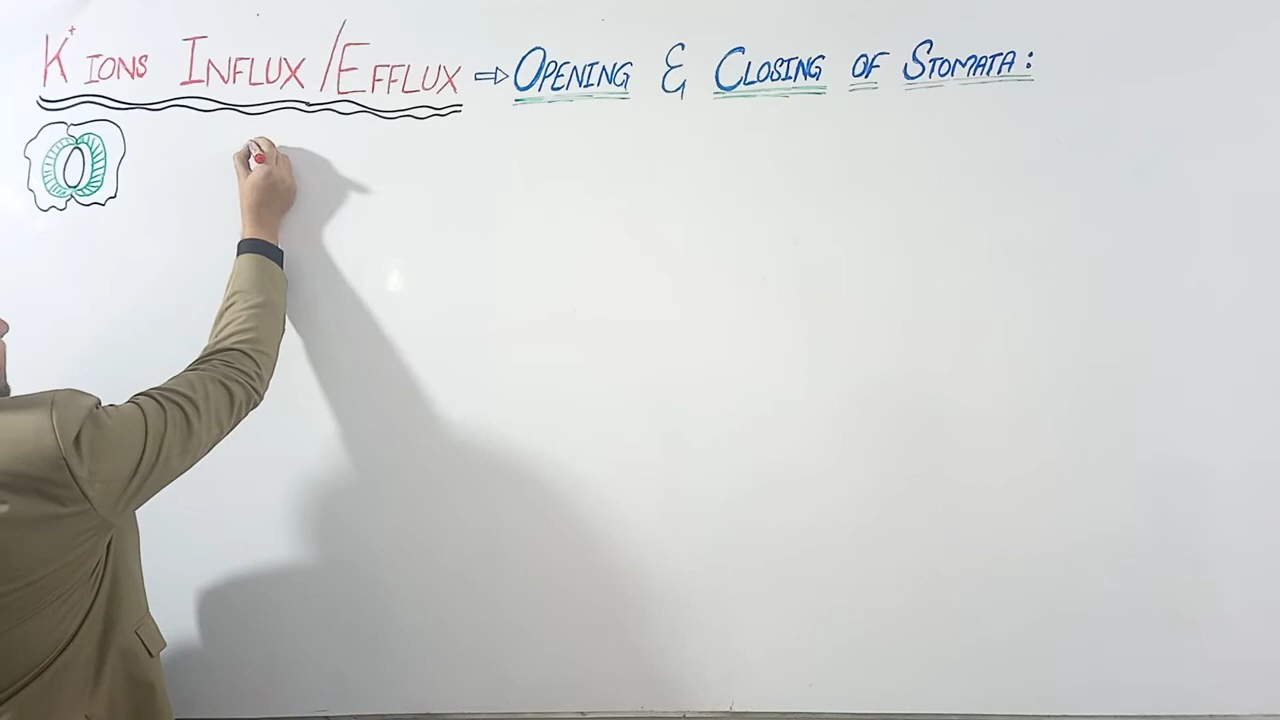 K⁺ IONS INFLUX/EFFLUX ⇨ OPENING & CLOSING OF STOMATA: